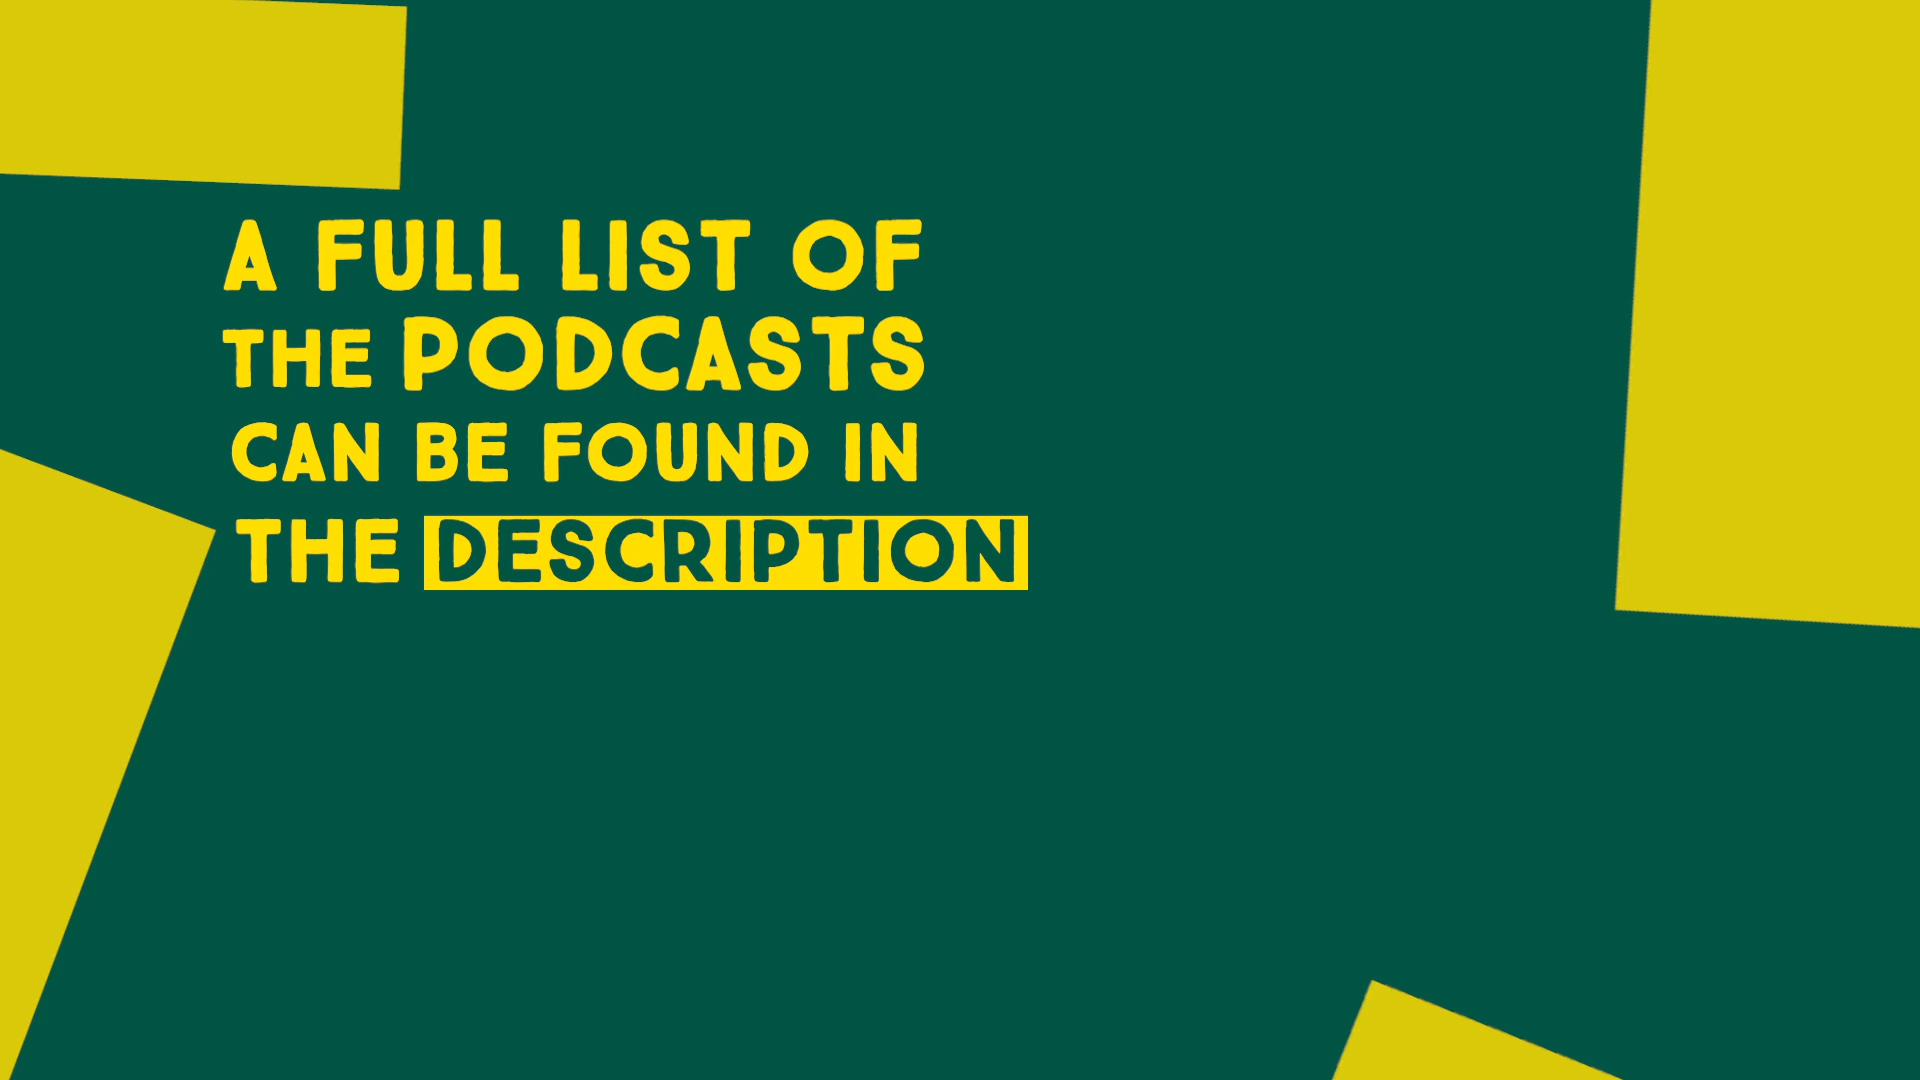 A FULL LIST OF
THE PODCASTS
CAN BE FOUND IN
THE DESCRIPTION